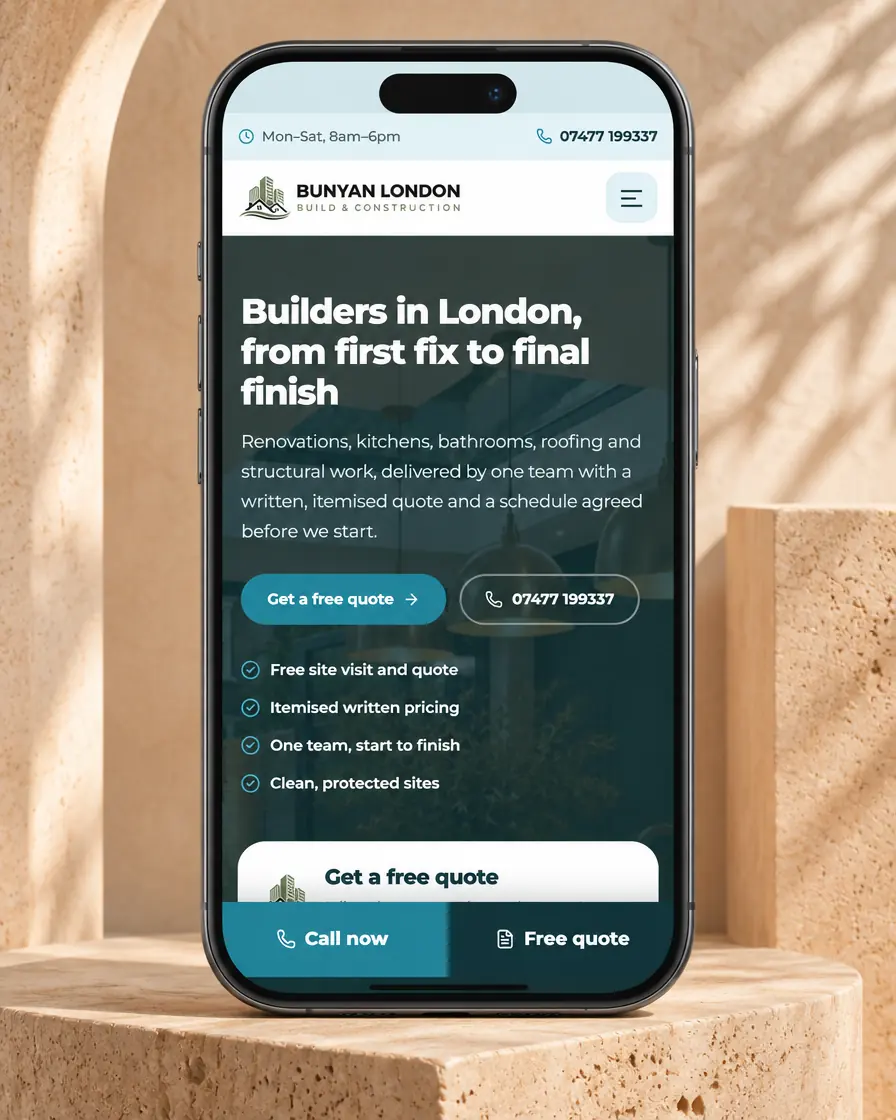 Mon–Sat, 8am–6pm
07477 199337
BUNYAN LONDON
BUILD & CONSTRUCTION
Builders in London,
from first fix to final
finish
Renovations, kitchens, bathrooms, roofing and
structural work, delivered by one team with a
written, itemised quote and a schedule agreed
before we start.
Get a free quote
07477 199337
Free site visit and quote
Itemised written pricing
One team, start to finish
Clean, protected sites
Get a free quote
Call now
Free quote